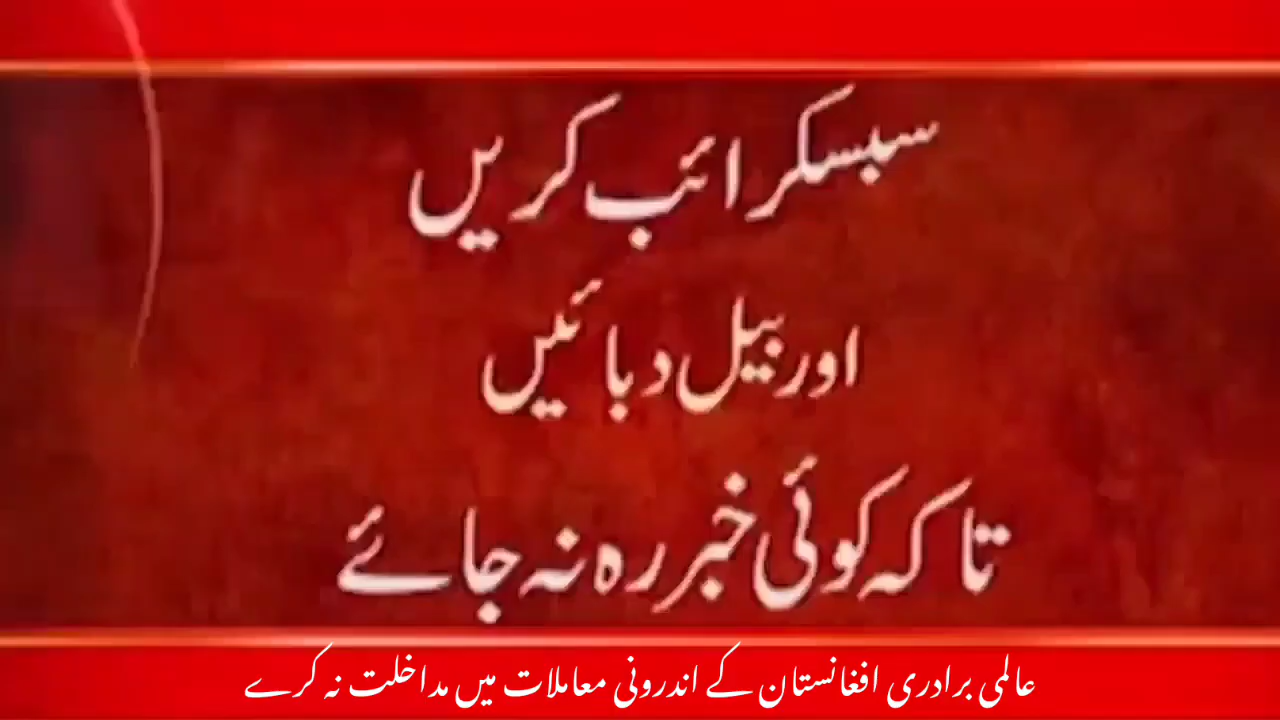 سبسکرائب کریں
اور بیل دبائیں
تاکہ کوئی خبر رہ نہ جائے
عالمی برادری افغانستان کے اندرونی معاملات میں مداخلت نہ کرے